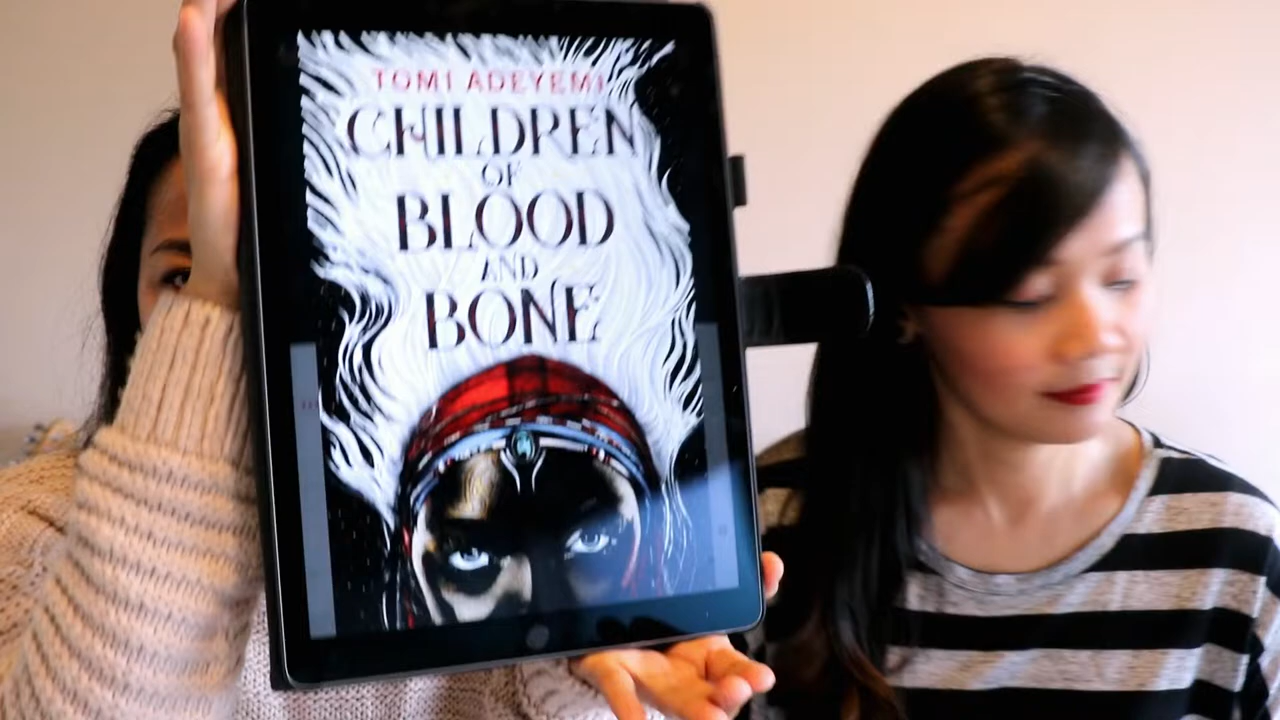 TOMI ADEYEMI
CHILDREN
OF
BLOOD
AND
BONE